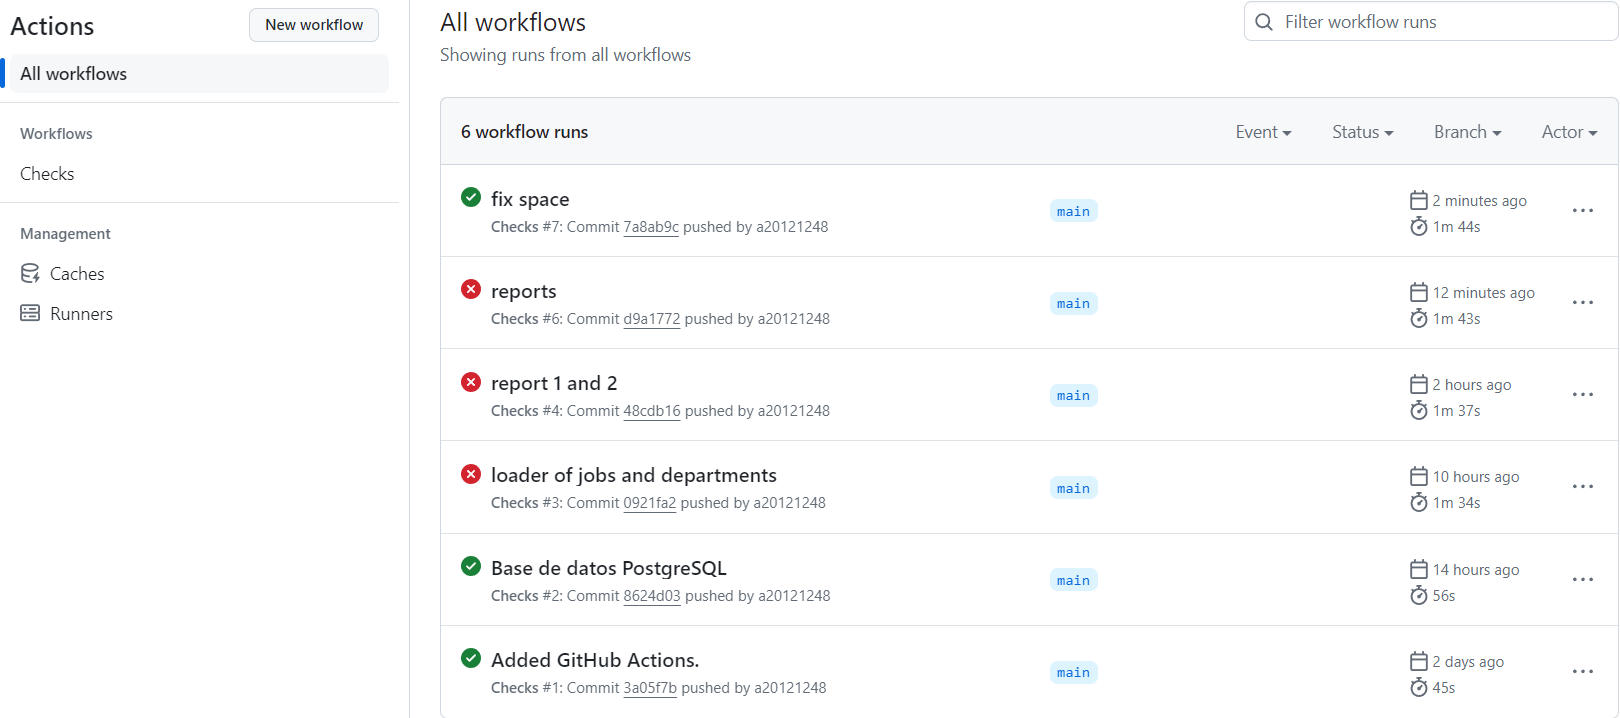 Actions
New workflow
All workflows
Workflows
Checks
Management
Caches
Runners
All workflows
Showing runs from all workflows
Filter workflow runs
6 workflow runs
Event
Status
Branch
Actor
fix space
Checks #7: Commit 7a8ab9c pushed by a20121248
main
2 minutes ago
1m 44s
reports
Checks #6: Commit d9a1772 pushed by a20121248
main
12 minutes ago
1m 43s
report 1 and 2
Checks #4: Commit 48cdb16 pushed by a20121248
main
2 hours ago
1m 37s
loader of jobs and departments
Checks #3: Commit 0921fa2 pushed by a20121248
main
10 hours ago
1m 34s
Base de datos PostgreSQL
Checks #2: Commit 8624d03 pushed by a20121248
main
14 hours ago
56s
Added GitHub Actions.
Checks #1: Commit 3a05f7b pushed by a20121248
main
2 days ago
45s